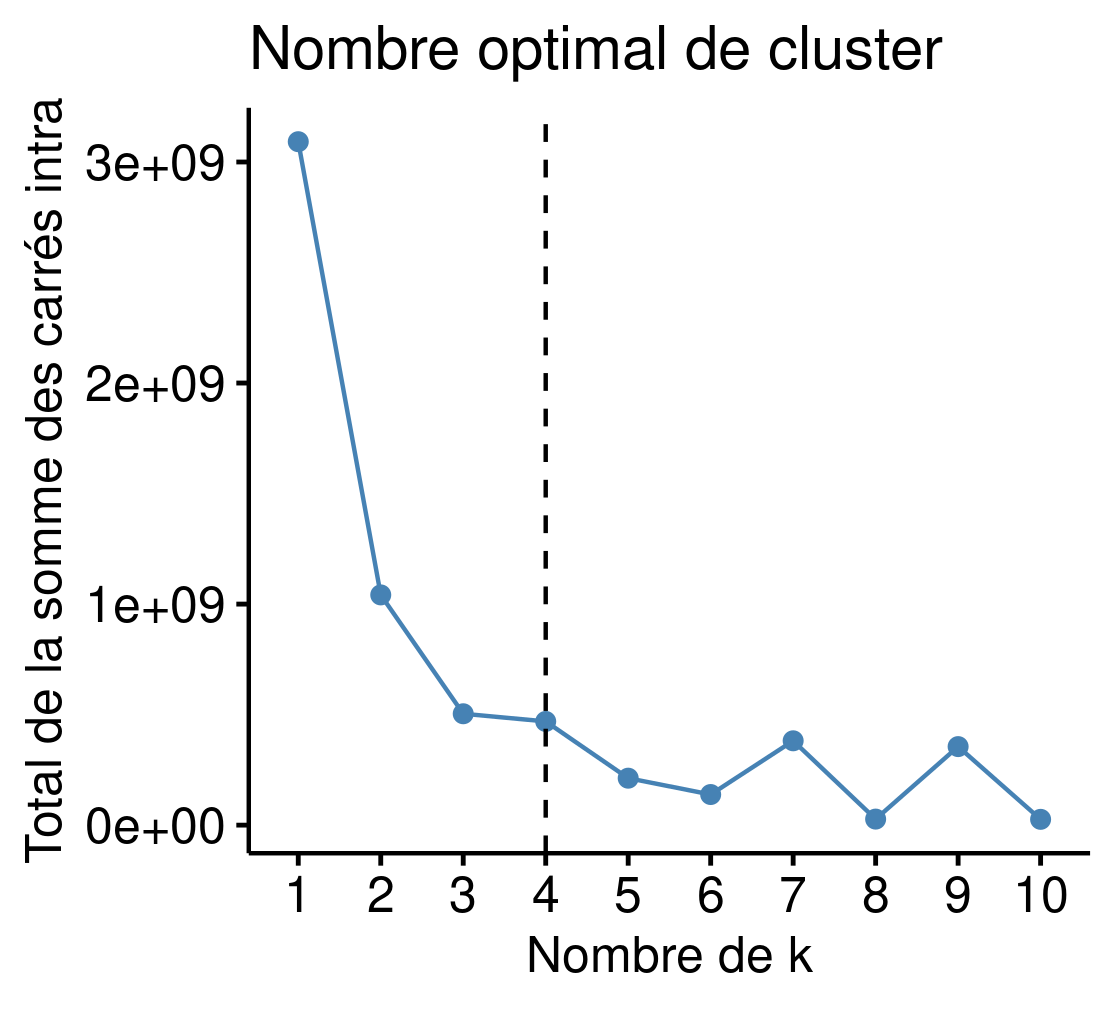 Nombre optimal de cluster
Total de la somme des carrés intra
3e+09
2e+09
1e+09
0e+00
1 2 3 4 5 6 7 8 9 10
Nombre de k